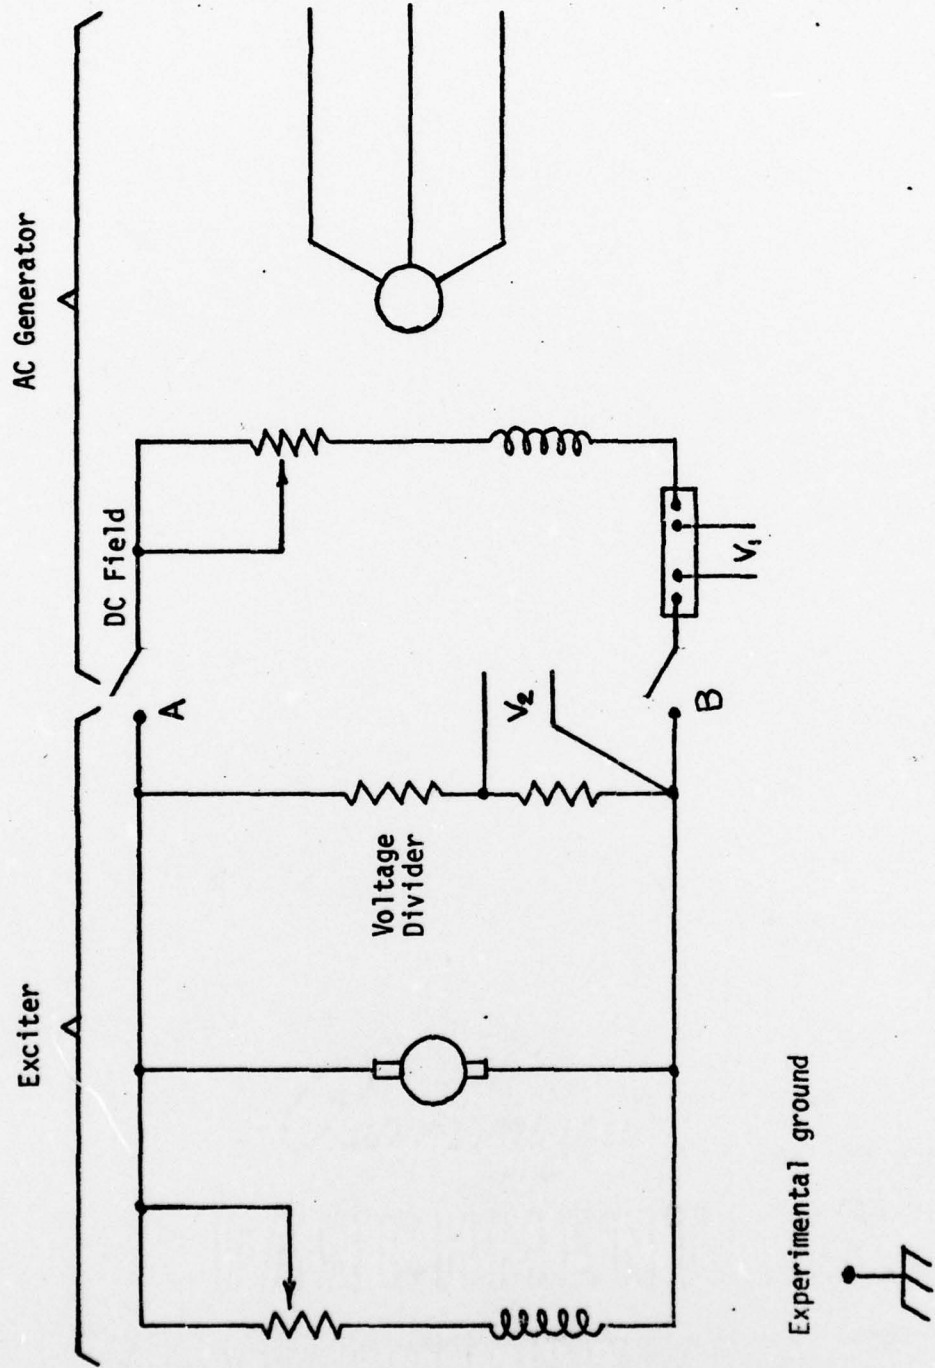 Exciter
AC Generator
DC Field
A
Voltage
Divider
V₂
B
V₁
Experimental ground